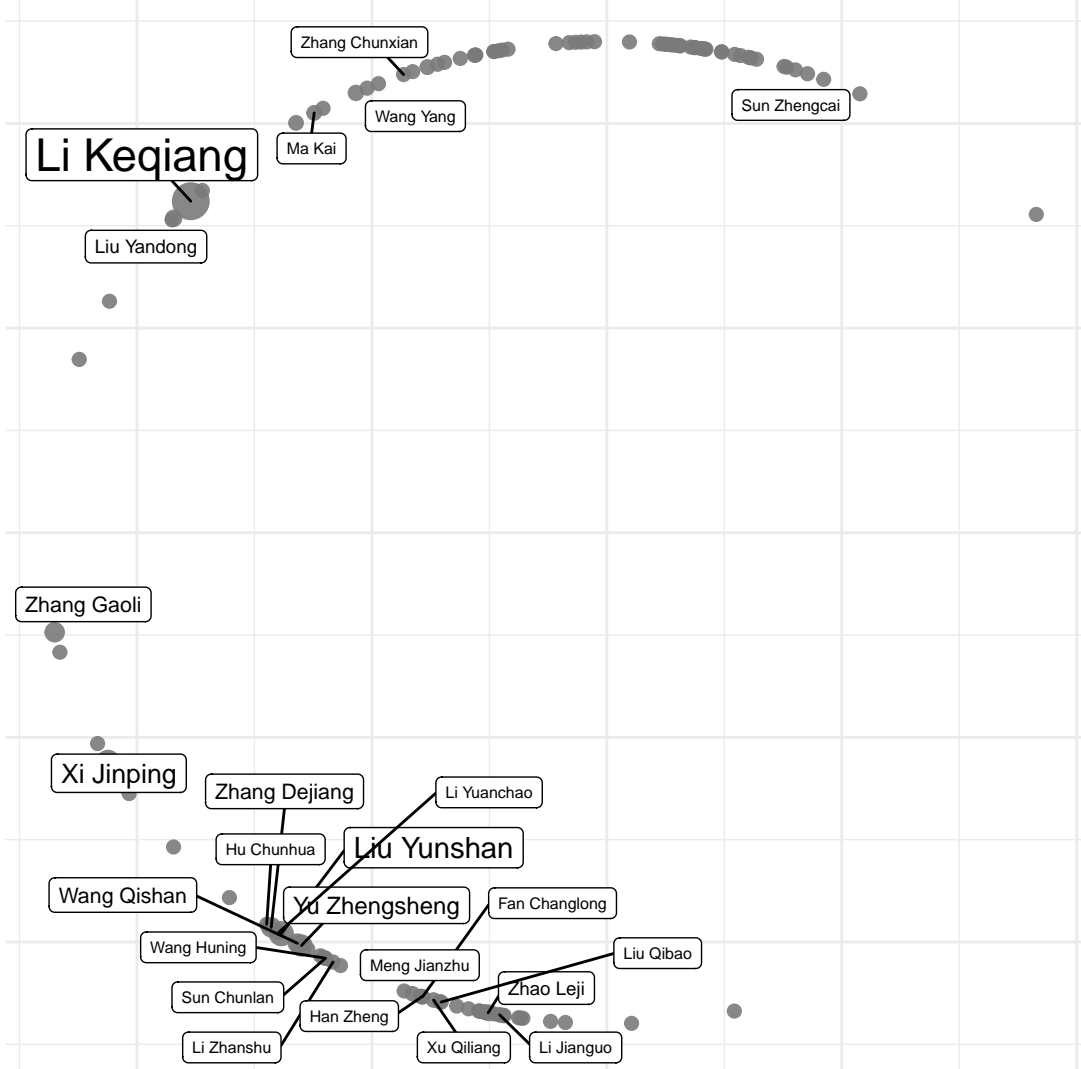 Zhang Chunxian
Sun Zhengcai
Wang Yang
Ma Kai
Li Keqiang
Liu Yandong
Zhang Gaoli
Xi Jinping
Zhang Dejiang
Li Yuanchao
Hu Chunhua
Liu Yunshan
Wang Qishan
Yu Zhengsheng
Fan Changlong
Wang Huning
Liu Qibao
Meng Jianzhu
Zhao Leji
Sun Chunlan
Han Zheng
Li Zhanshu
Xu Qiliang
Li Jianguo